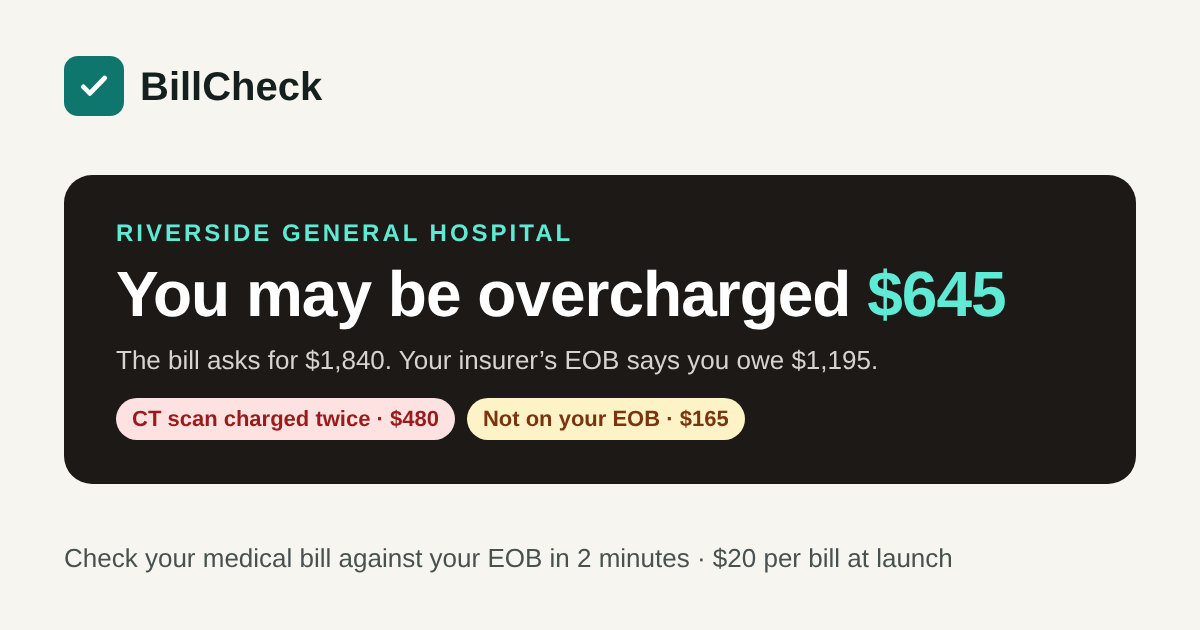 BillCheck
RIVERSIDE GENERAL HOSPITAL
You may be overcharged $645
The bill asks for $1,840. Your insurer’s EOB says you owe $1,195.
CT scan charged twice · $480
Not on your EOB · $165
Check your medical bill against your EOB in 2 minutes · $20 per bill at launch